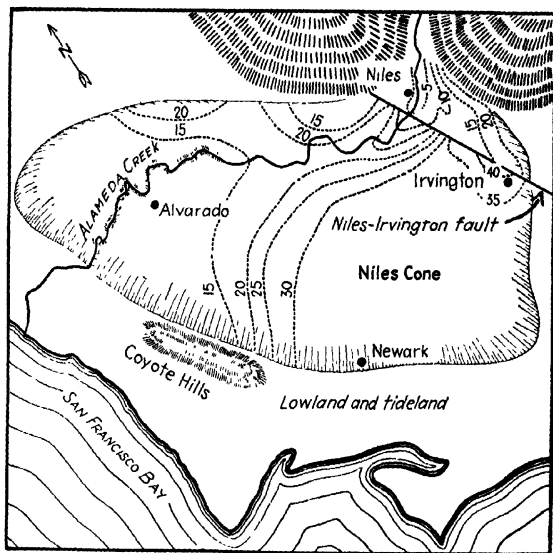 N
Niles
20
15
15
20
5
10
15
20
40
35
Irvington
Niles-Irvington fault
ALAMEDA CREEK
Alvarado
Niles Cone
15
20
25
30
Newark
Coyote Hills
Lowland and tideland
SAN FRANCISCO BAY